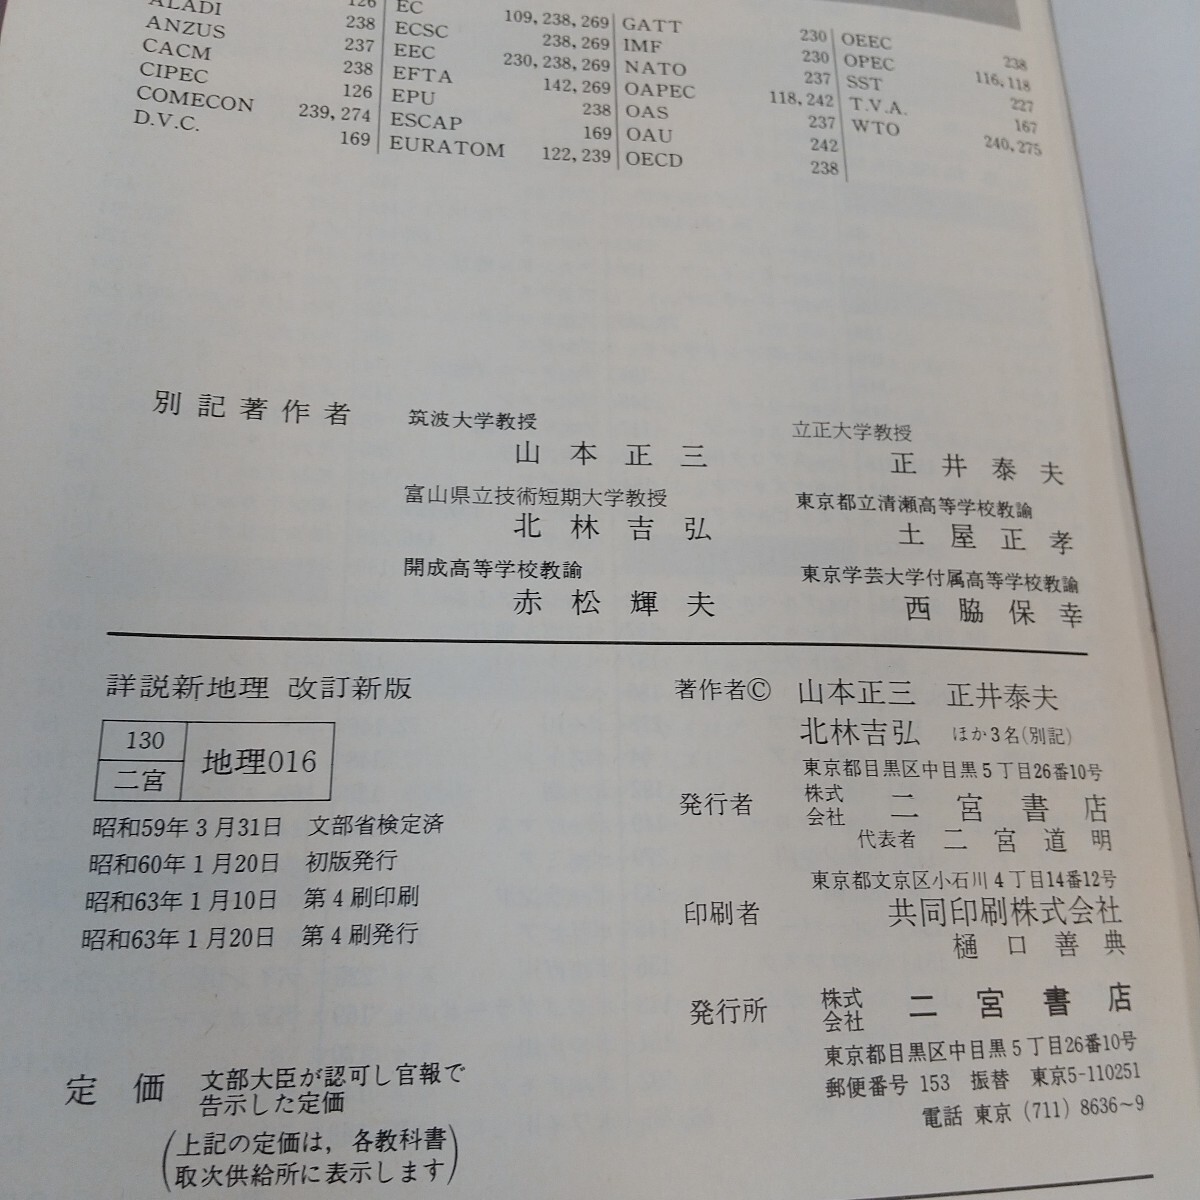 ALADI 126
ANZUS 238
CACM 237
CIPEC 238
COMECON 126
D.V.C. 239, 274
169
EC 109, 238, 269
ECSC 238, 269
EEC 230, 238, 269
EFTA 142, 269
EPU 238
ESCAP 169
EURATOM 122, 239
GATT 230
IMF 230
NATO 237
OAPEC 118, 242
OAS 237
OAU 242
OECD 238
OEEC 238
OPEC 116, 118
SST 227
T.V.A. 167
WTO 240, 275
別記著作者
筑波大学教授
山本正三
立正大学教授
正井泰夫
富山県立技術短期大学教授
北林吉弘
東京都立清瀬高等学校教諭
土屋正孝
開成高等学校教諭
赤松輝夫
東京学芸大学付属高等学校教諭
西脇保幸
詳説新地理 改訂新版
130
二宮
地理016
昭和59年3月31日 文部省検定済
昭和60年1月20日 初版発行
昭和63年1月10日 第4刷印刷
昭和63年1月20日 第4刷発行
定価 文部大臣が認可し官報で
告示した定価
(上記の定価は,各教科書
取次供給所に表示します)
著作者© 山本正三 正井泰夫
北林吉弘 ほか3名(別記)
東京都目黒区中目黒5丁目26番10号
発行者 株式会社 二宮書店
代表者 二宮道明
東京都文京区小石川4丁目14番12号
印刷者 共同印刷株式会社
樋口善典
発行所 株式会社 二宮書店
東京都目黒区中目黒5丁目26番10号
郵便番号 153 振替 東京5-110251
電話 東京 (711) 8636~9